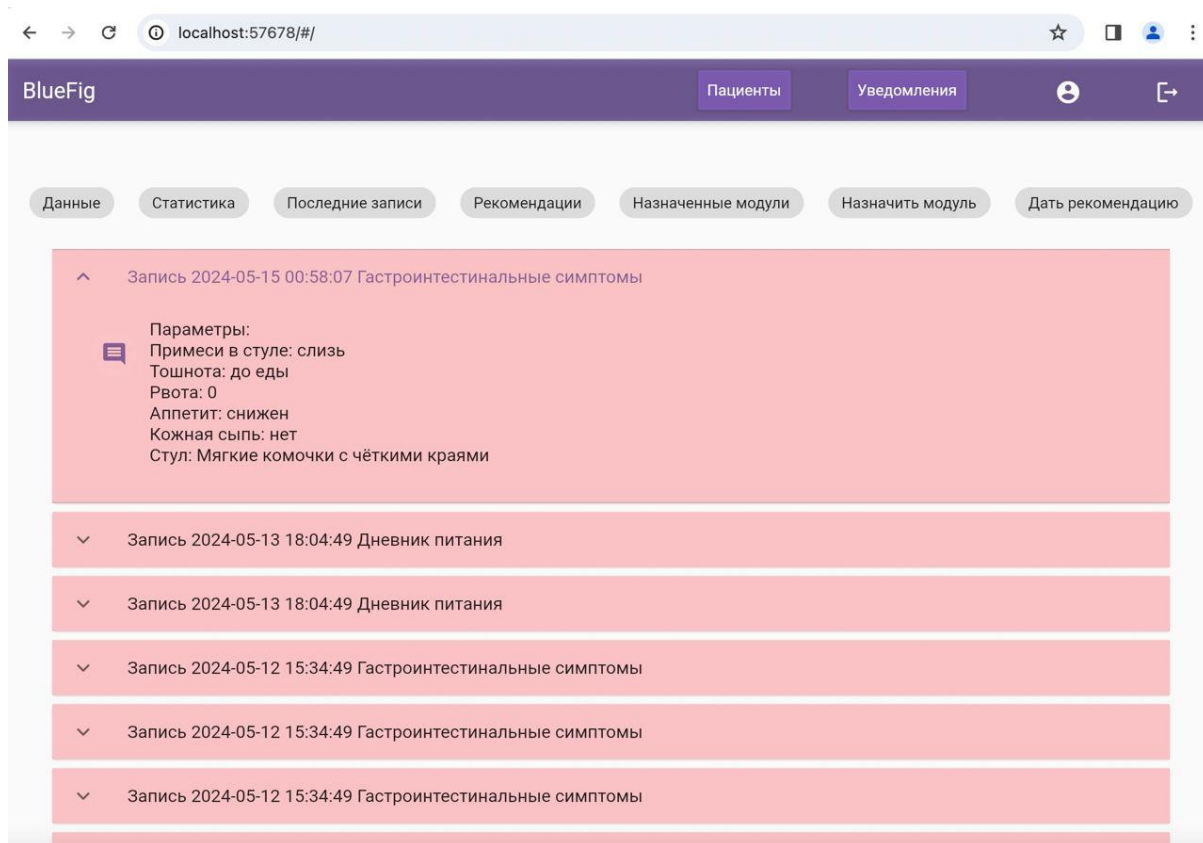 localhost:57678/#/
BlueFig Пациенты Уведомления
Данные Статистика Последние записи Рекомендации Назначенные модули Назначить модуль Дать рекомендацию
Запись 2024-05-15 00:58:07 Гастроинтестинальные симптомы
Параметры:
Примеси в стуле: слизь
Тошнота: до еды
Рвота: 0
Аппетит: снижен
Кожная сыпь: нет
Стул: Мягкие комочки с чёткими краями
Запись 2024-05-13 18:04:49 Дневник питания
Запись 2024-05-13 18:04:49 Дневник питания
Запись 2024-05-12 15:34:49 Гастроинтестинальные симптомы
Запись 2024-05-12 15:34:49 Гастроинтестинальные симптомы
Запись 2024-05-12 15:34:49 Гастроинтестинальные симптомы